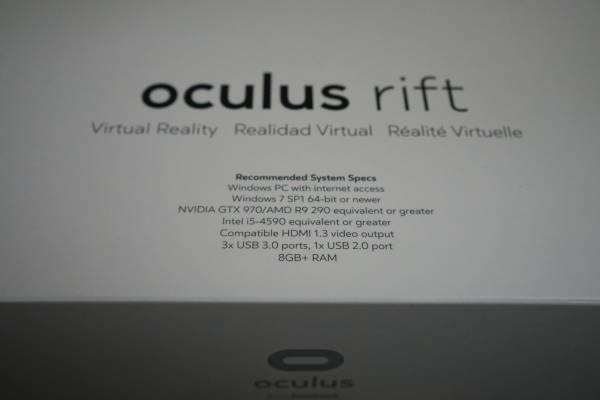 oculus rift
Virtual Reality Realidad Virtual Réalité Virtuelle
Recommended System Specs
Windows PC with internet access
Windows 7 SP1 64-bit or newer
NVIDIA GTX 970/AMD R9 290 equivalent or greater
Intel i5-4590 equivalent or greater
Compatible HDMI 1.3 video output
3x USB 3.0 ports, 1x USB 2.0 port
8GB+ RAM
oculus